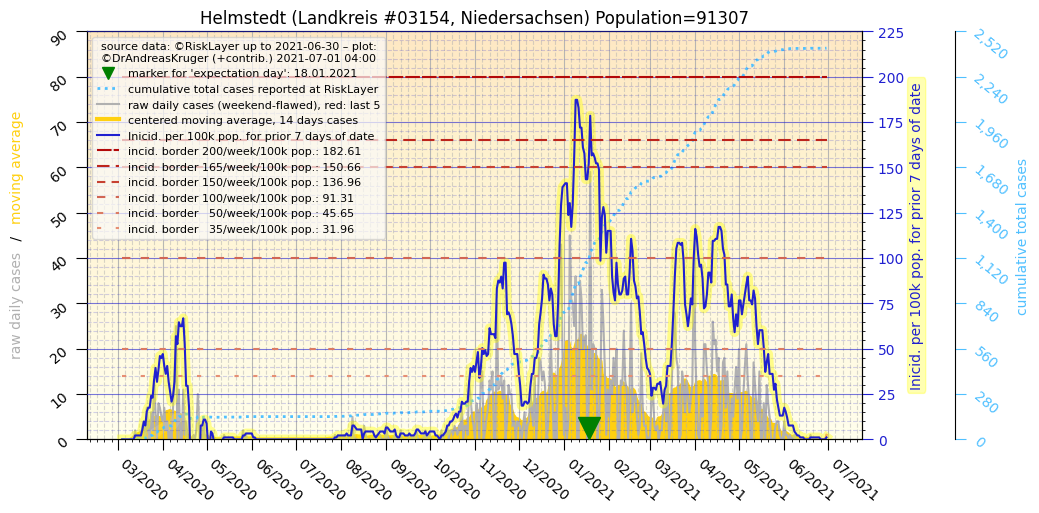 Helmstedt (Landkreis #03154, Niedersachsen) Population=91307
source data: ©RiskLayer up to 2021-06-30 – plot:
©DrAndreasKruger (+contrib.) 2021-07-01 04:00
marker for 'expectation day': 18.01.2021
cumulative total cases reported at RiskLayer
raw daily cases (weekend-flawed), red: last 5
centered moving average, 14 days cases
Inicid. per 100k pop. for prior 7 days of date
incid. border 200/week/100k pop.: 182.61
incid. border 165/week/100k pop.: 150.66
incid. border 150/week/100k pop.: 136.96
incid. border 100/week/100k pop.: 91.31
incid. border 50/week/100k pop.: 45.65
incid. border 35/week/100k pop.: 31.96
raw daily cases / moving average
90
80
70
60
50
40
30
20
10
0
03/2020
04/2020
05/2020
06/2020
07/2020
08/2020
09/2020
10/2020
11/2020
12/2020
01/2021
02/2021
03/2021
04/2021
05/2021
06/2021
07/2021
225
200
175
150
125
100
75
50
25
0
Inicid. per 100k pop. for prior 7 days of date
2,520
2,240
1,960
1,680
1,400
1,120
840
560
280
0
cumulative total cases